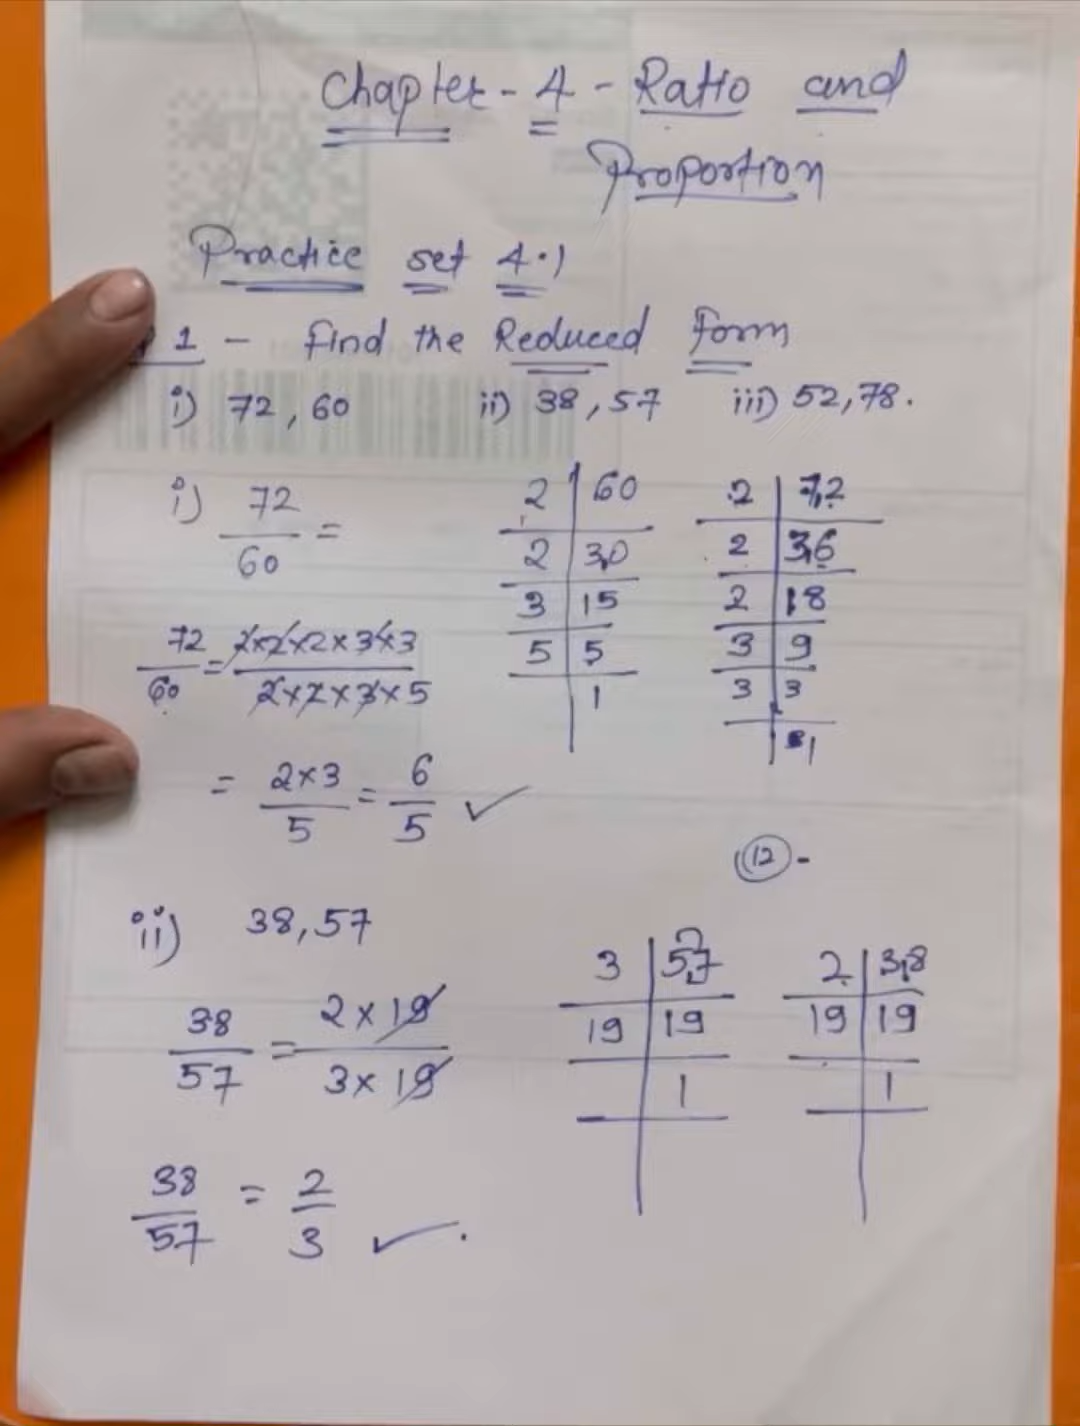 Chapter - 4 - Ratio and
Proportion
Practice set 4.1
1 - Find the Reduced Form
i) 72, 60 ii) 38, 57 iii) 52, 78.
i) 72/60 =
2 | 60
2 | 30
3 | 15
5 | 5
1
2 | 72
2 | 36
2 | 18
3 | 9
3 | 3
1
72/60 = 2×2×2×3×3/2×2×3×5
= 2×3/5 = 6/5 ✓
12 -
ii) 38, 57
38/57 = 2 × 19/3 × 19
3 | 57
19 | 19
1
2 | 38
19 | 19
1
38/57 = 2/3 ✓.